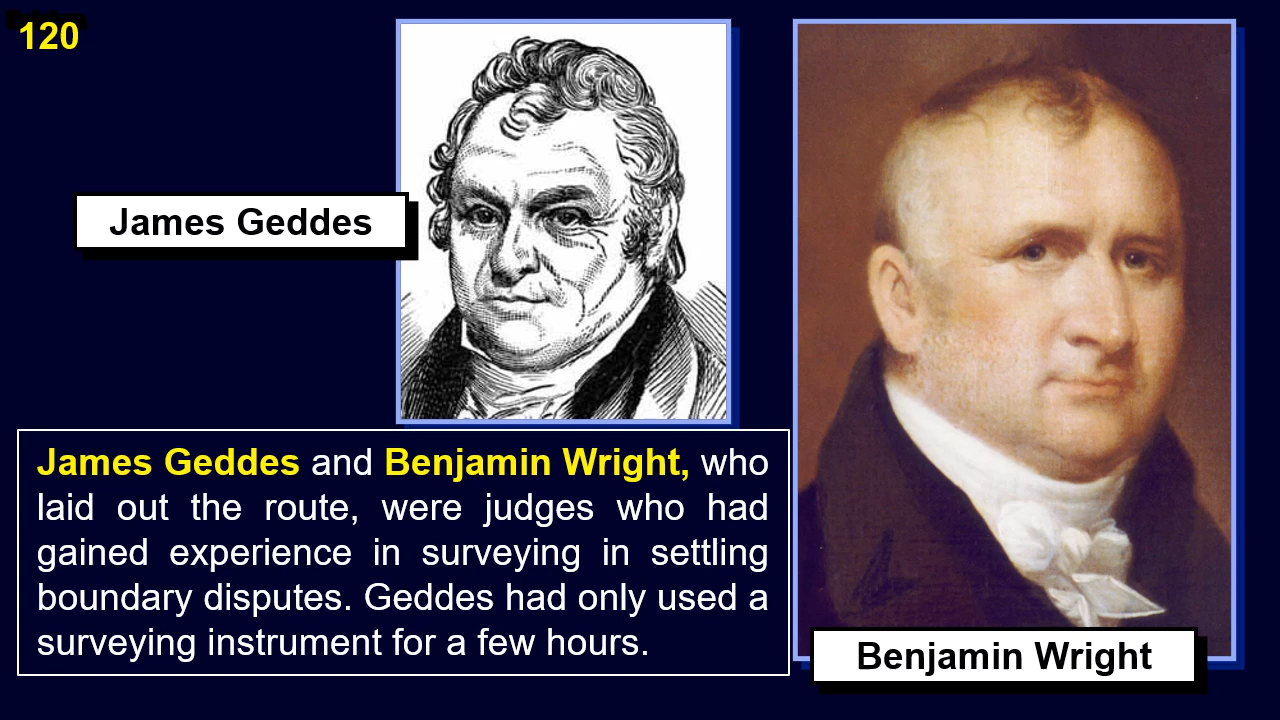 120
James Geddes
James Geddes and Benjamin Wright, who
laid out the route, were judges who had
gained experience in surveying in settling
boundary disputes. Geddes had only used a
surveying instrument for a few hours.
Benjamin Wright